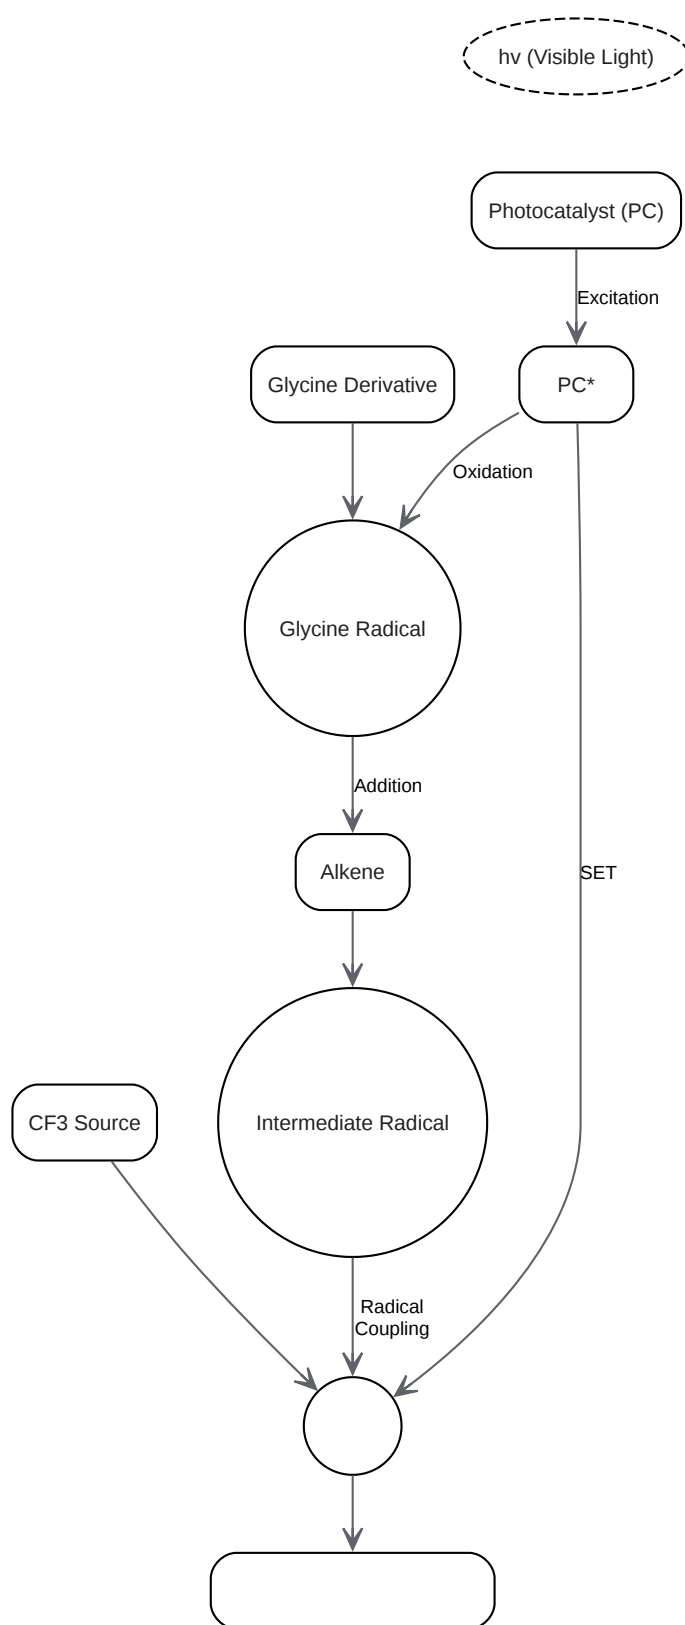 hv (Visible Light)
Photocatalyst (PC)
Excitation
Glycine Derivative
PC*
Oxidation
Glycine Radical
Addition
Alkene
SET
CF3 Source
Intermediate Radical
Radical
Coupling